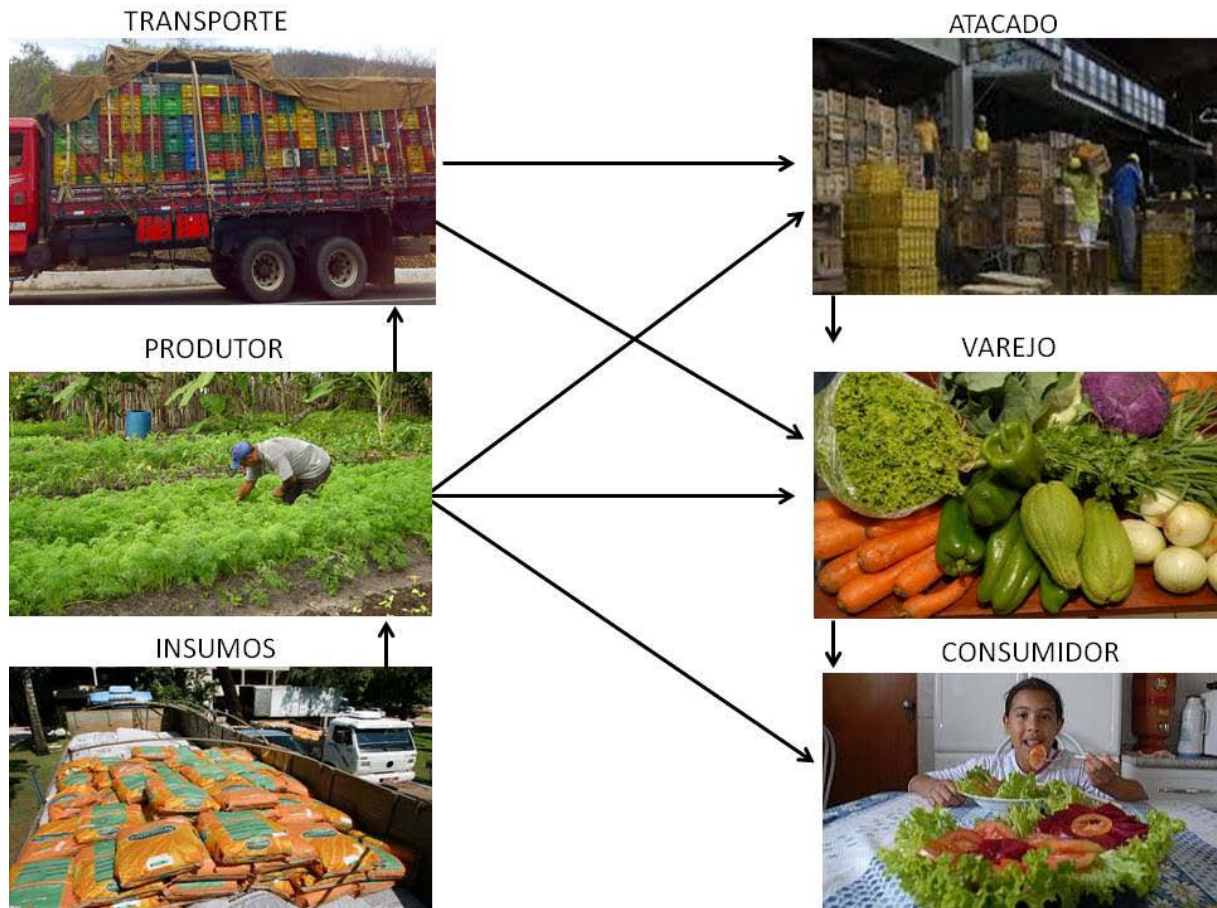 TRANSPORTE
ATACADO
PRODUTOR
VAREJO
INSUMOS
CONSUMIDOR